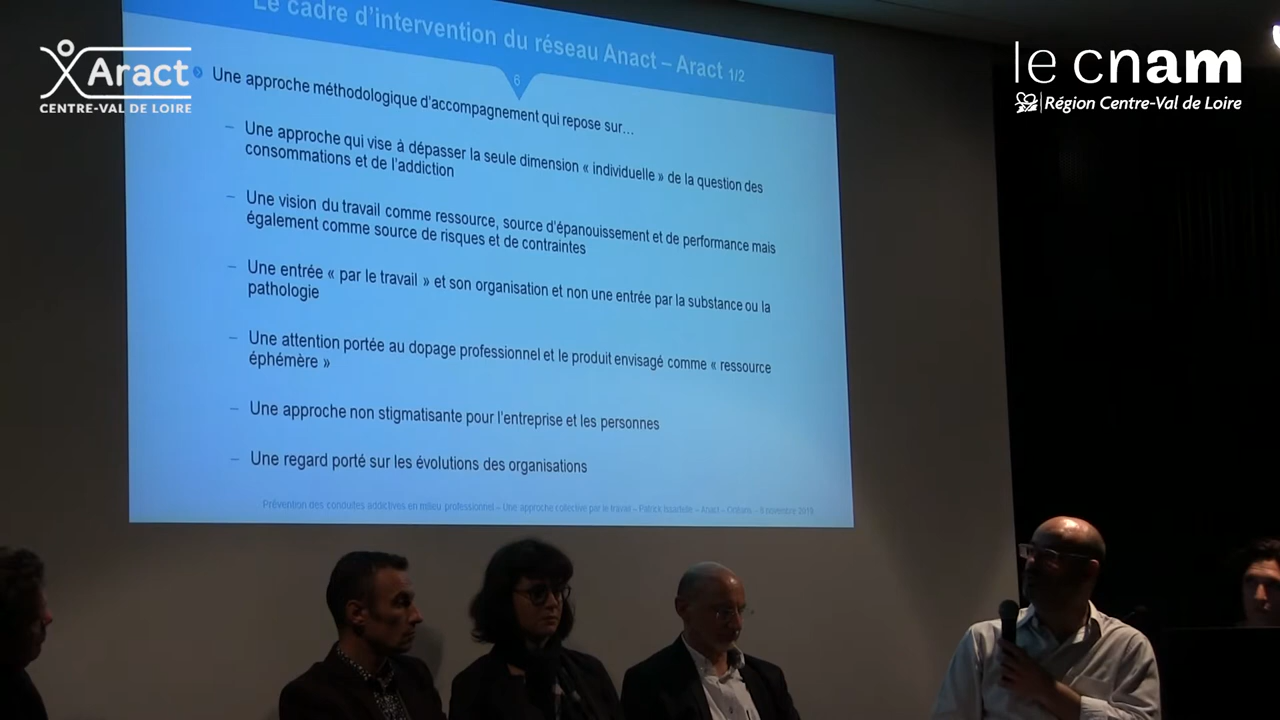 Le cadre d'intervention du réseau Anact – Aract 1/2
6
Aract
CENTRE-VAL DE LOIRE
le cnam
Région Centre-Val de Loire
Une approche méthodologique d'accompagnement qui repose sur…
– Une approche qui vise à dépasser la seule dimension « individuelle » de la question des
consommations et de l'addiction
– Une vision du travail comme ressource, source d'épanouissement et de performance mais
également comme source de risques et de contraintes
– Une entrée « par le travail » et son organisation et non une entrée par la substance ou la
pathologie
– Une attention portée au dopage professionnel et le produit envisagé comme « ressource
éphémère »
– Une approche non stigmatisante pour l'entreprise et les personnes
– Une regard porté sur les évolutions des organisations
Prévention des conduites addictives en milieu professionnel – Une approche collective par le travail – Patrick – Anact – – 5 novembre 2019